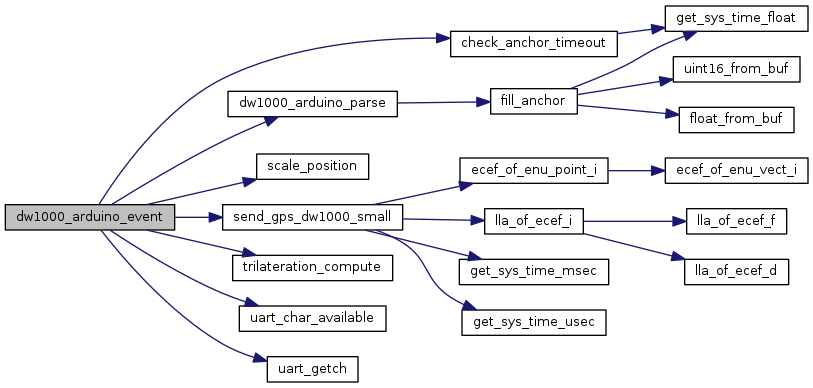 get_sys_time_float
check_anchor_timeout
uint16_from_buf
dw1000_arduino_parse
fill_anchor
float_from_buf
scale_position
ecef_of_enu_point_i
ecef_of_enu_vect_i
dw1000_arduino_event
send_gps_dw1000_small
lla_of_ecef_i
lla_of_ecef_f
trilateration_compute
get_sys_time_msec
lla_of_ecef_d
uart_char_available
get_sys_time_usec
uart_getch